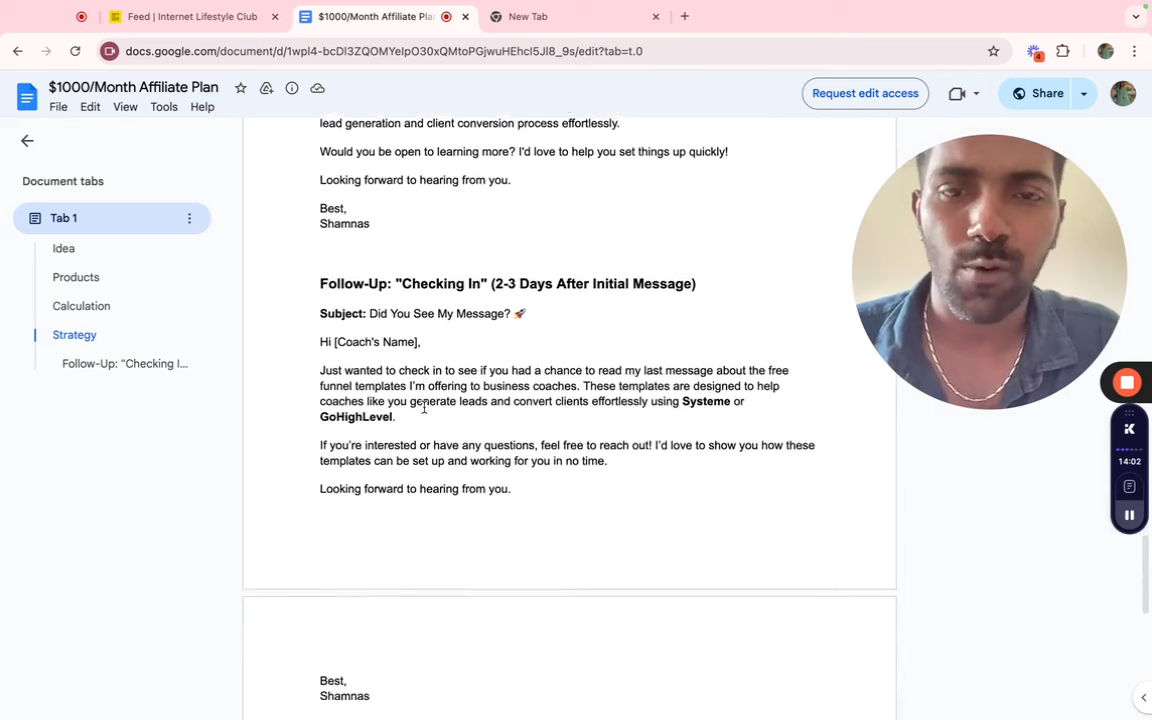 Feed | Internet Lifestyle Club
$1000/Month Affiliate Pla
New Tab
docs.google.com/document/d/1wpl4-bcDl3ZQOMYelpO30xQMtoPGjwuHEhcl5Jl8_9s/edit?tab=t.0
4
$1000/Month Affiliate Plan
File Edit View Tools Help
Request edit access
Share
Document tabs
Tab 1
Idea
Products
Calculation
Strategy
Follow-Up: "Checking I...
lead generation and client conversion process effortlessly.
Would you be open to learning more? I'd love to help you set things up quickly!
Looking forward to hearing from you.
Best,
Shamnas
Follow-Up: "Checking In" (2-3 Days After Initial Message)
Subject: Did You See My Message? 🚀
Hi [Coach's Name],
Just wanted to check in to see if you had a chance to read my last message about the free
funnel templates I'm offering to business coaches. These templates are designed to help
coaches like you generate leads and convert clients effortlessly using Systeme or
GoHighLevel.
If you're interested or have any questions, feel free to reach out! I'd love to show you how these
templates can be set up and working for you in no time.
Looking forward to hearing from you.
Best,
Shamnas
14:02